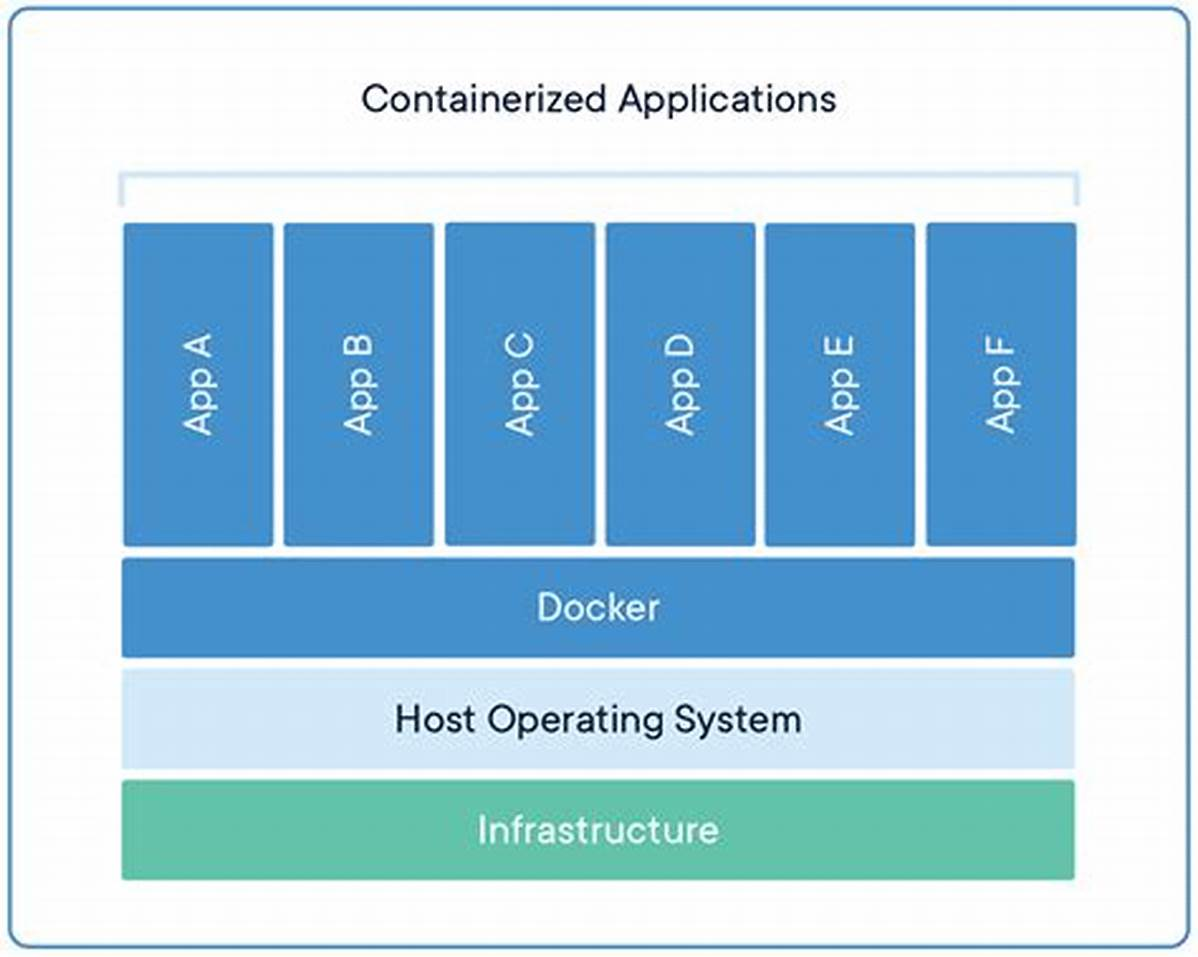 Containerized Applications
App A
App B
App C
App D
App E
App F
Docker
Host Operating System
Infrastructure